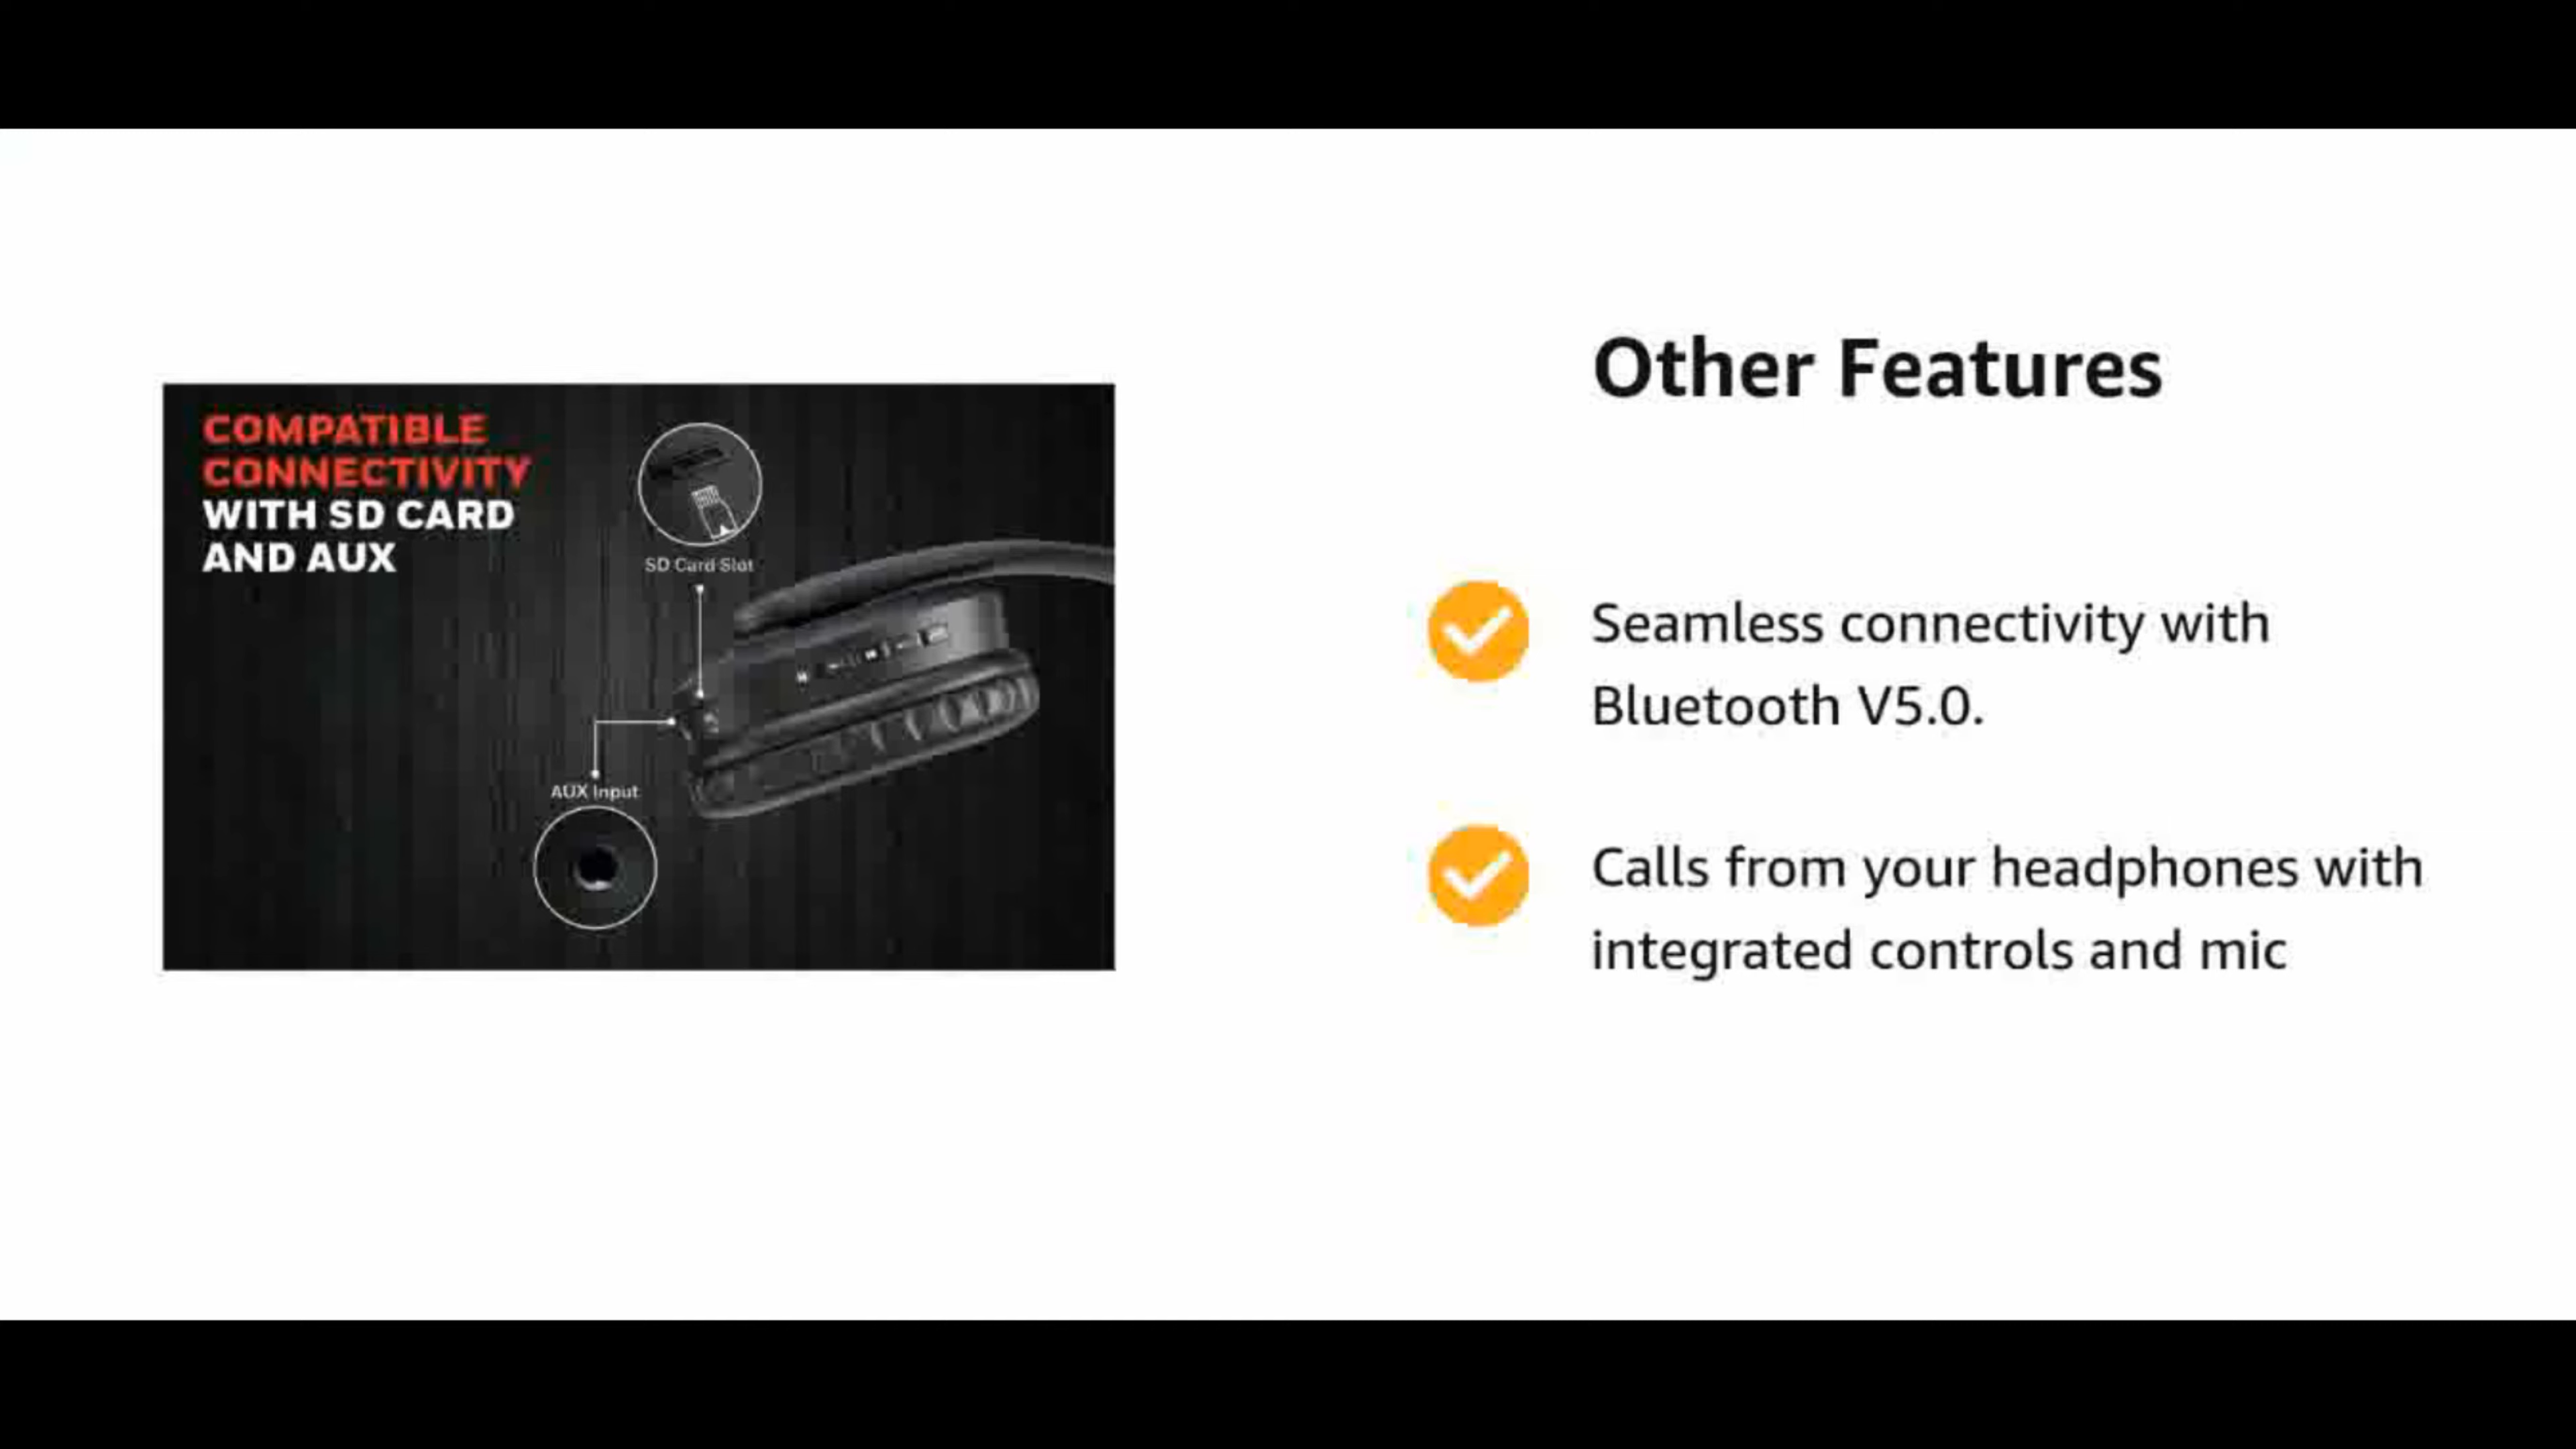 COMPATIBLE
CONNECTIVITY
WITH SD CARD
AND AUX
SD Card Slot
AUX Input
Other Features
Seamless connectivity with
Bluetooth V5.0.
Calls from your headphones with
integrated controls and mic